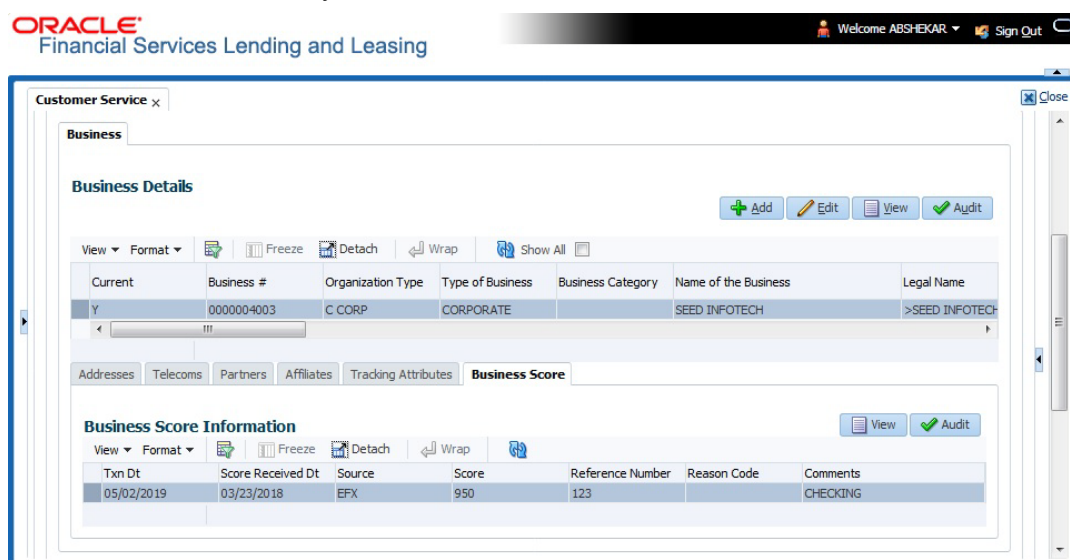 ORACLE
Welcome ABSHEKAR Sign Out
Financial Services Lending and Leasing
Customer Service x Close
Business
Business Details
Add Edit View Audit
View Format Freeze Detach Wrap Show All
Current Business # Organization Type Type of Business Business Category Name of the Business Legal Name
Y 0000004003 C CORP CORPORATE SEED INFOTECH >SEED INFOTECH
Addresses Telecoms Partners Affiliates Tracking Attributes Business Score
Business Score Information View Audit
View Format Freeze Detach Wrap
Txn Dt Score Received Dt Source Score Reference Number Reason Code Comments
05/02/2019 03/23/2018 EFX 950 123 CHECKING